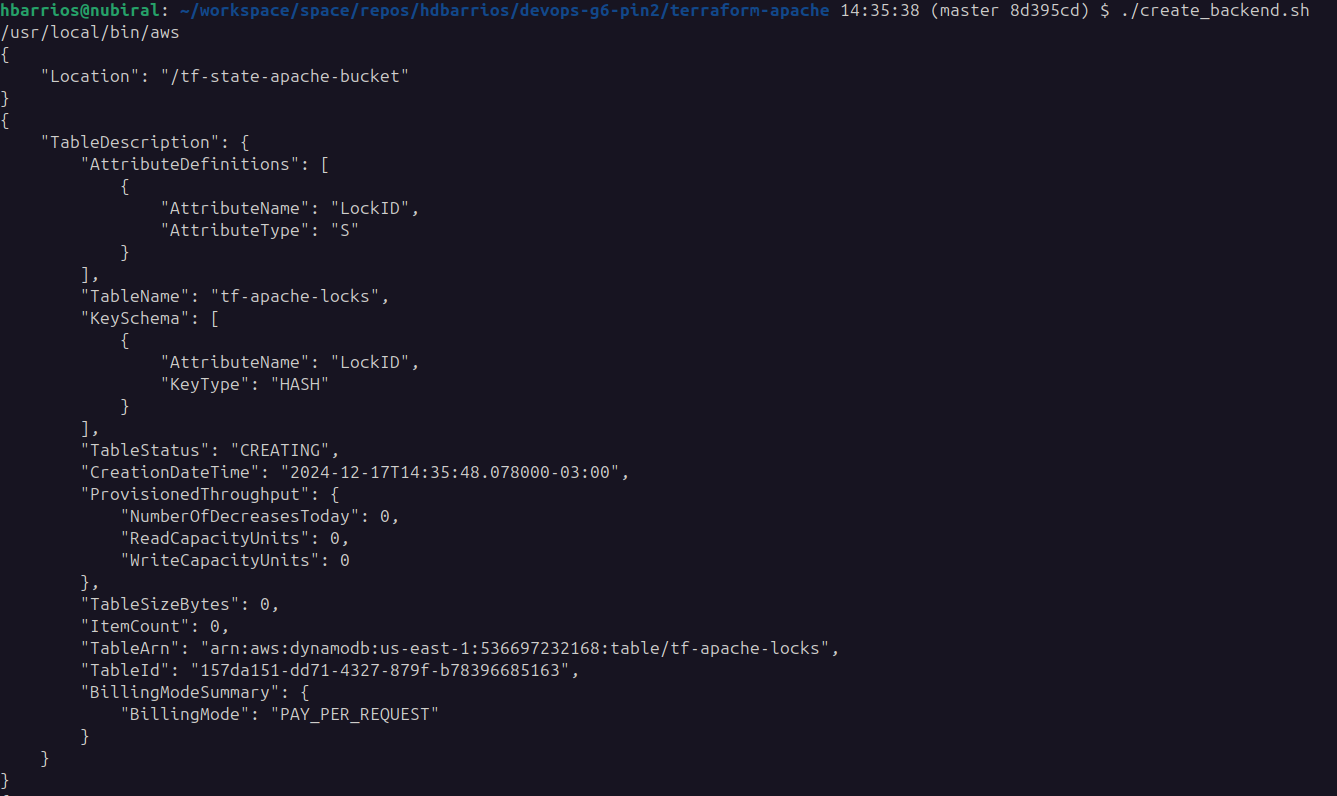 hbarrios@nubiral: ~/workspace/space/repos/hdbarrios/devops-g6-pin2/terraform-apache 14:35:38 (master 8d395cd) $ ./create_backend.sh
/usr/local/bin/aws
{
    "Location": "/tf-state-apache-bucket"
}
{
    "TableDescription": {
        "AttributeDefinitions": [
            {
                "AttributeName": "LockID",
                "AttributeType": "S"
            }
        ],
        "TableName": "tf-apache-locks",
        "KeySchema": [
            {
                "AttributeName": "LockID",
                "KeyType": "HASH"
            }
        ],
        "TableStatus": "CREATING",
        "CreationDateTime": "2024-12-17T14:35:48.078000-03:00",
        "ProvisionedThroughput": {
            "NumberOfDecreasesToday": 0,
            "ReadCapacityUnits": 0,
            "WriteCapacityUnits": 0
        },
        "TableSizeBytes": 0,
        "ItemCount": 0,
        "TableArn": "arn:aws:dynamodb:us-east-1:536697232168:table/tf-apache-locks",
        "TableId": "157da151-dd71-4327-879f-b78396685163",
        "BillingModeSummary": {
            "BillingMode": "PAY_PER_REQUEST"
        }
    }
}